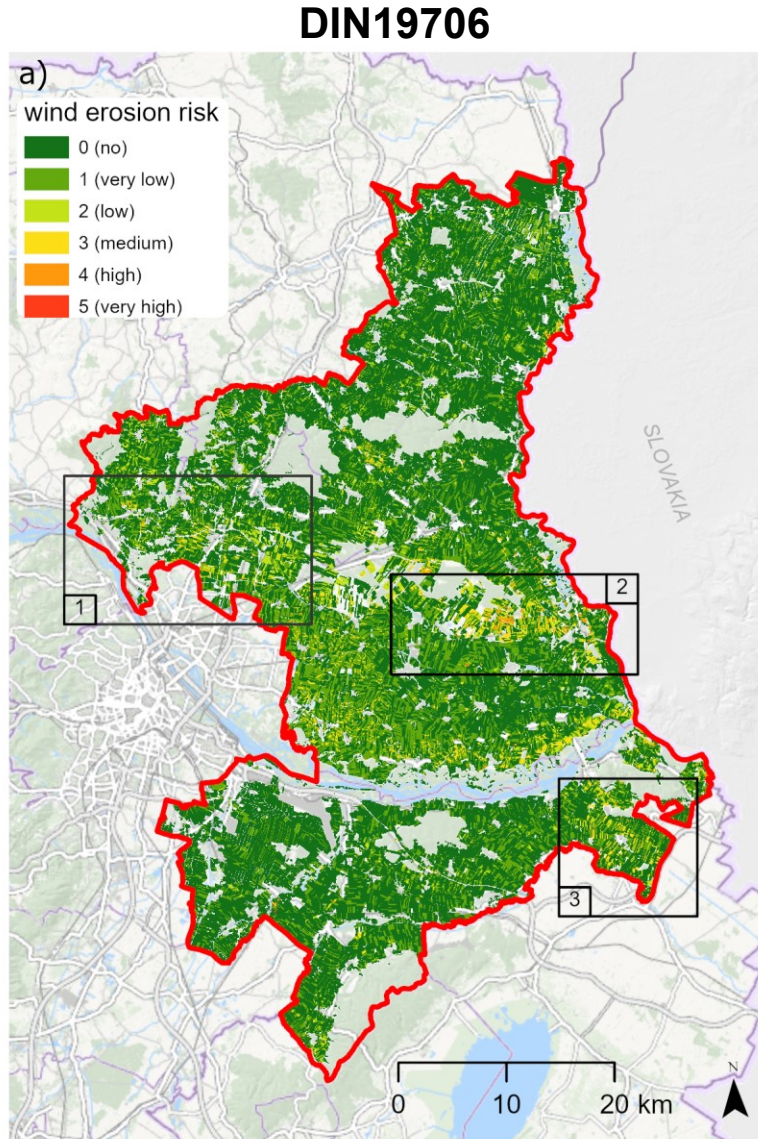 DIN19706
a)
wind erosion risk
0 (no)
1 (very low)
2 (low)
3 (medium)
4 (high)
5 (very high)
SLOVAKIA
1
2
3
N
0 10 20 km